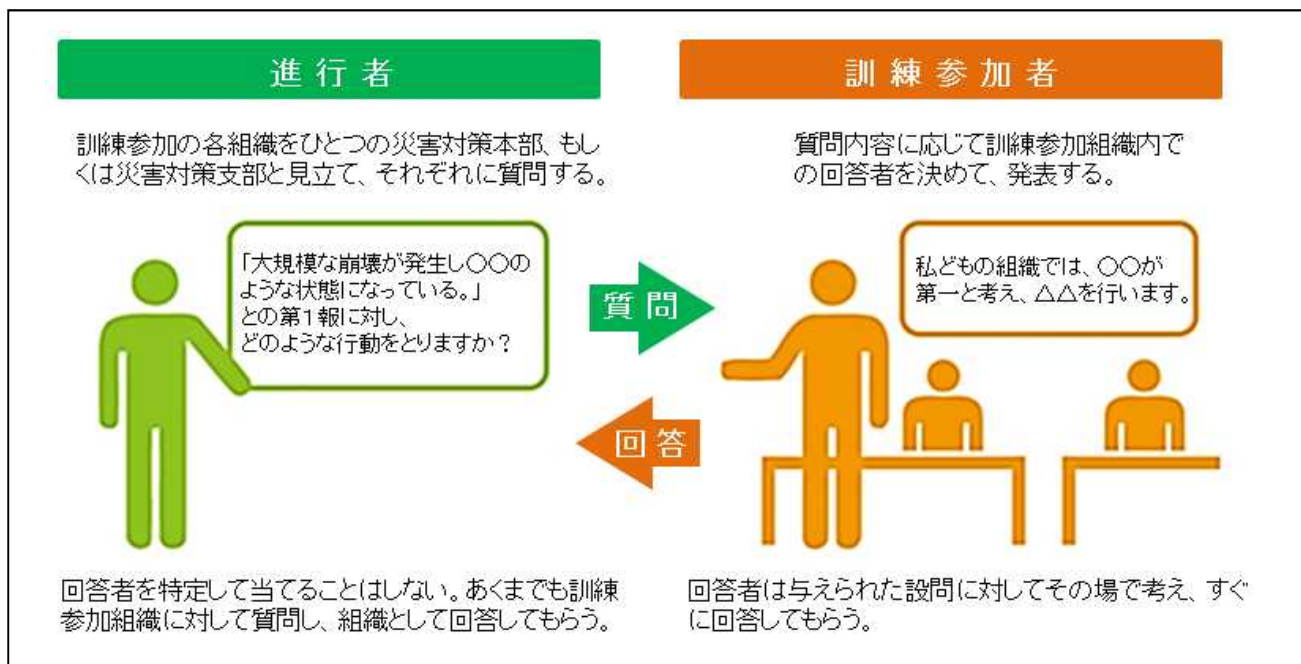 進行者
訓練参加者
訓練参加の各組織をひとつの災害対策本部、もし
くは災害対策支部と見立て、それぞれに質問する。
質問内容に応じて訓練参加組織内で
の回答者を決めて、発表する。
「大規模な崩壊が発生し〇〇の
ような状態になっている。」
との第1報に対し、
どのような行動をとりますか？
質問
私どもの組織では、〇〇が
第一と考え、△△を行います。
回答
回答者を特定して当てることはしない。あくまでも訓練
参加組織に対して質問し、組織として回答してもらう。
回答者は与えられた設問に対してその場で考え、すぐ
に回答してもらう。